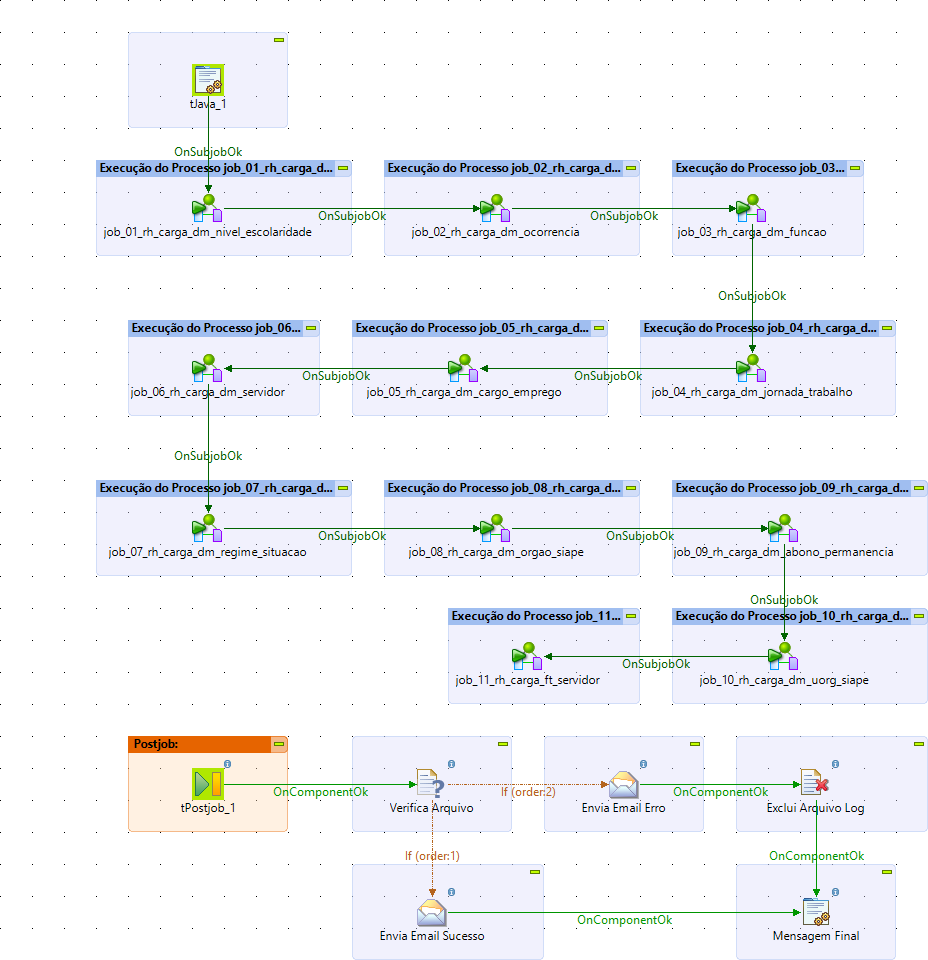 tJava_1
OnSubjobOk
Execução do Processo job_01_rh_carga_d...
Execução do Processo job_02_rh_carga_d...
Execução do Processo job_03...
OnSubjobOk
OnSubjobOk
job_01_rh_carga_dm_nivel_escolaridade
job_02_rh_carga_dm_ocorrencia
job_03_rh_carga_dm_funcao
OnSubjobOk
Execução do Processo job_06...
Execução do Processo job_05_rh_carga_d...
Execução do Processo job_04_rh_carga_d...
OnSubjobOk
OnSubjobOk
job_06_rh_carga_dm_servidor
job_05_rh_carga_dm_cargo_emprego
job_04_rh_carga_dm_jornada_trabalho
OnSubjobOk
Execução do Processo job_07_rh_carga_d...
Execução do Processo job_08_rh_carga_d...
Execução do Processo job_09_rh_carga_d...
OnSubjobOk
OnSubjobOk
job_07_rh_carga_dm_regime_situacao
job_08_rh_carga_dm_orgao_siape
job_09_rh_carga_dm_abono_permanencia
OnSubjobOk
Execução do Processo job_11...
Execução do Processo job_10_rh_carga_d...
OnSubjobOk
job_11_rh_carga_ft_servidor
job_10_rh_carga_dm_uorg_siape
Postjob:
OnComponentOk
If (order:2)
OnComponentOk
tPostjob_1
Verifica Arquivo
Envia Email Erro
Exclui Arquivo Log
If (order:1)
OnComponentOk
OnComponentOk
Envia Email Sucesso
Mensagem Final